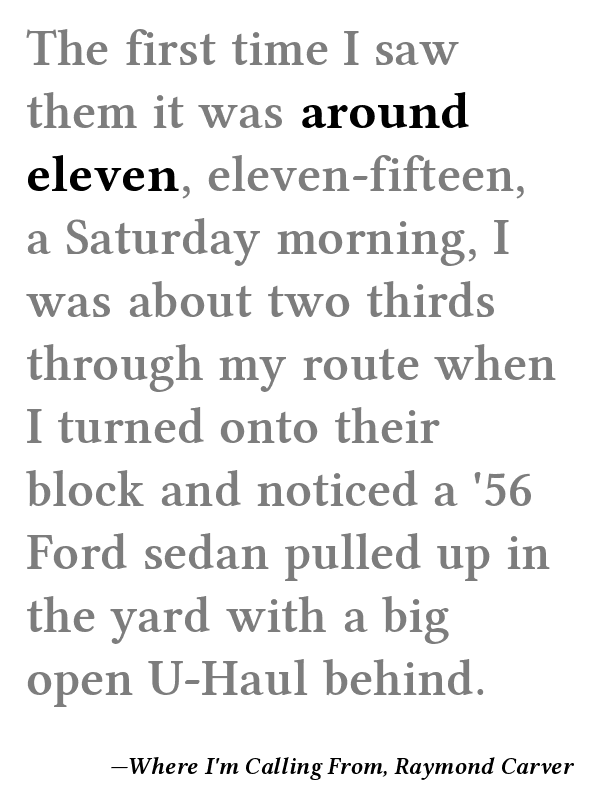 The first time I saw
them it was around
eleven, eleven-fifteen,
a Saturday morning, I
was about two thirds
through my route when
I turned onto their
block and noticed a '56
Ford sedan pulled up in
the yard with a big
open U-Haul behind.
—Where I'm Calling From, Raymond Carver